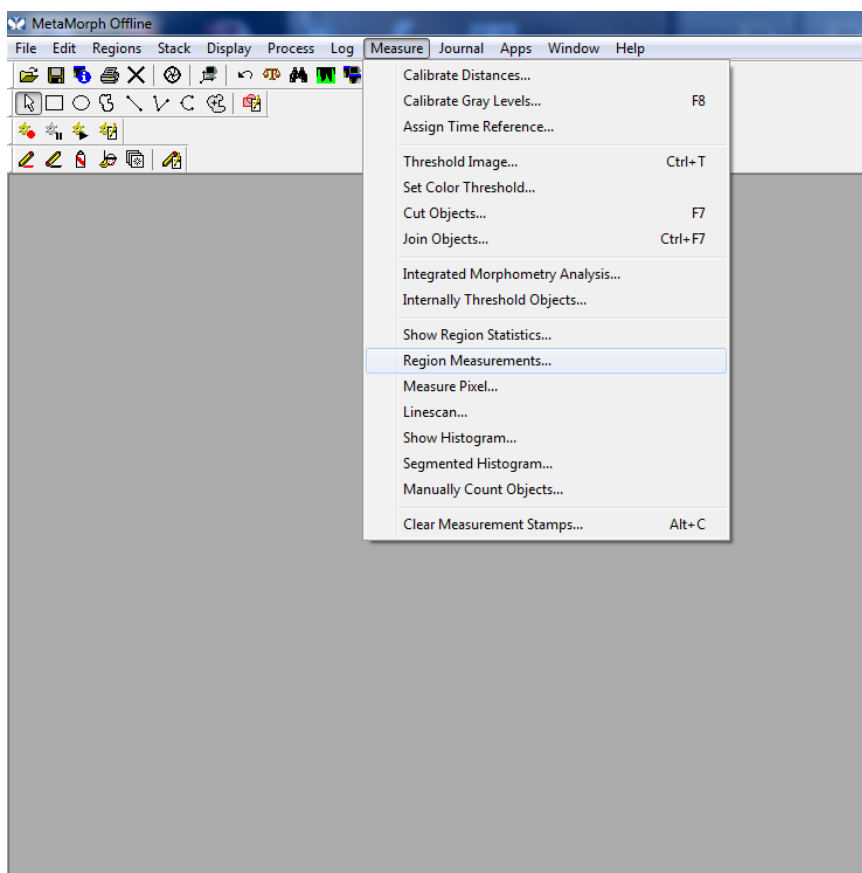 MetaMorph Offline
File Edit Regions Stack Display Process Log Measure Journal Apps Window Help
Calibrate Distances...
Calibrate Gray Levels... F8
Assign Time Reference...
Threshold Image... Ctrl+T
Set Color Threshold...
Cut Objects... F7
Join Objects... Ctrl+F7
Integrated Morphometry Analysis...
Internally Threshold Objects...
Show Region Statistics...
Region Measurements...
Measure Pixel...
Linescan...
Show Histogram...
Segmented Histogram...
Manually Count Objects...
Clear Measurement Stamps... Alt+C